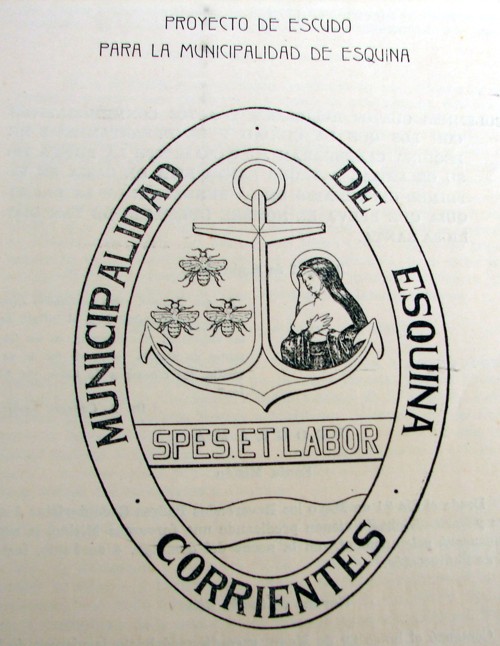 PROYECTO DE ESCUDO
PARA LA MUNICIPALIDAD DE ESQUINA
MUNICIPALIDAD DE ESQUINA
SPES.ET.LABOR
CORRIENTES